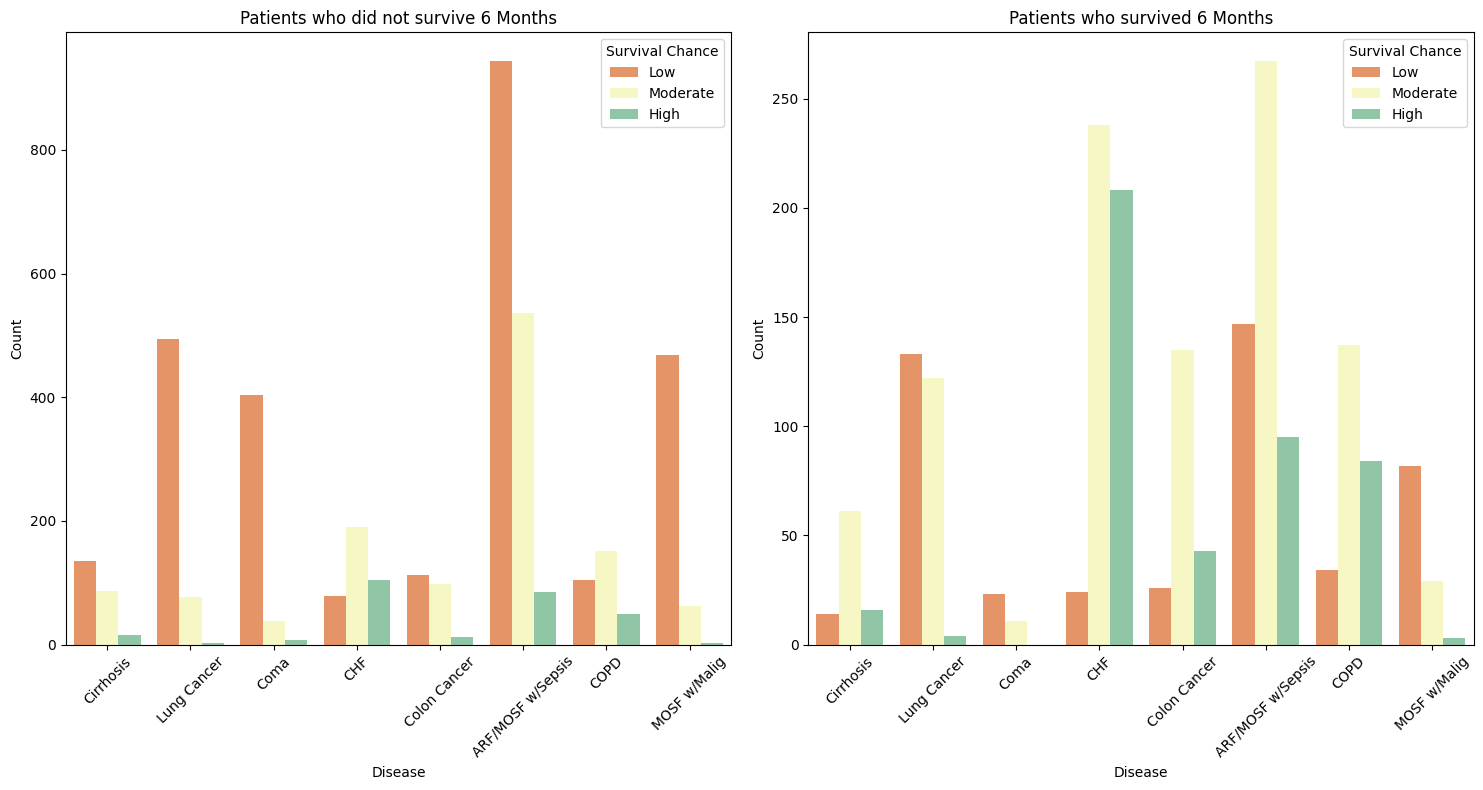 Patients who did not survive 6 Months
Survival Chance
Low
Moderate
High
800
600
400
200
0
Count
Cirrhosis
Lung Cancer
Coma
CHF
Colon Cancer
ARF/MOSF w/Sepsis
COPD
MOSF w/Malig
Disease
Patients who survived 6 Months
Survival Chance
Low
Moderate
High
250
200
150
100
50
0
Count
Cirrhosis
Lung Cancer
Coma
CHF
Colon Cancer
ARF/MOSF w/Sepsis
COPD
MOSF w/Malig
Disease